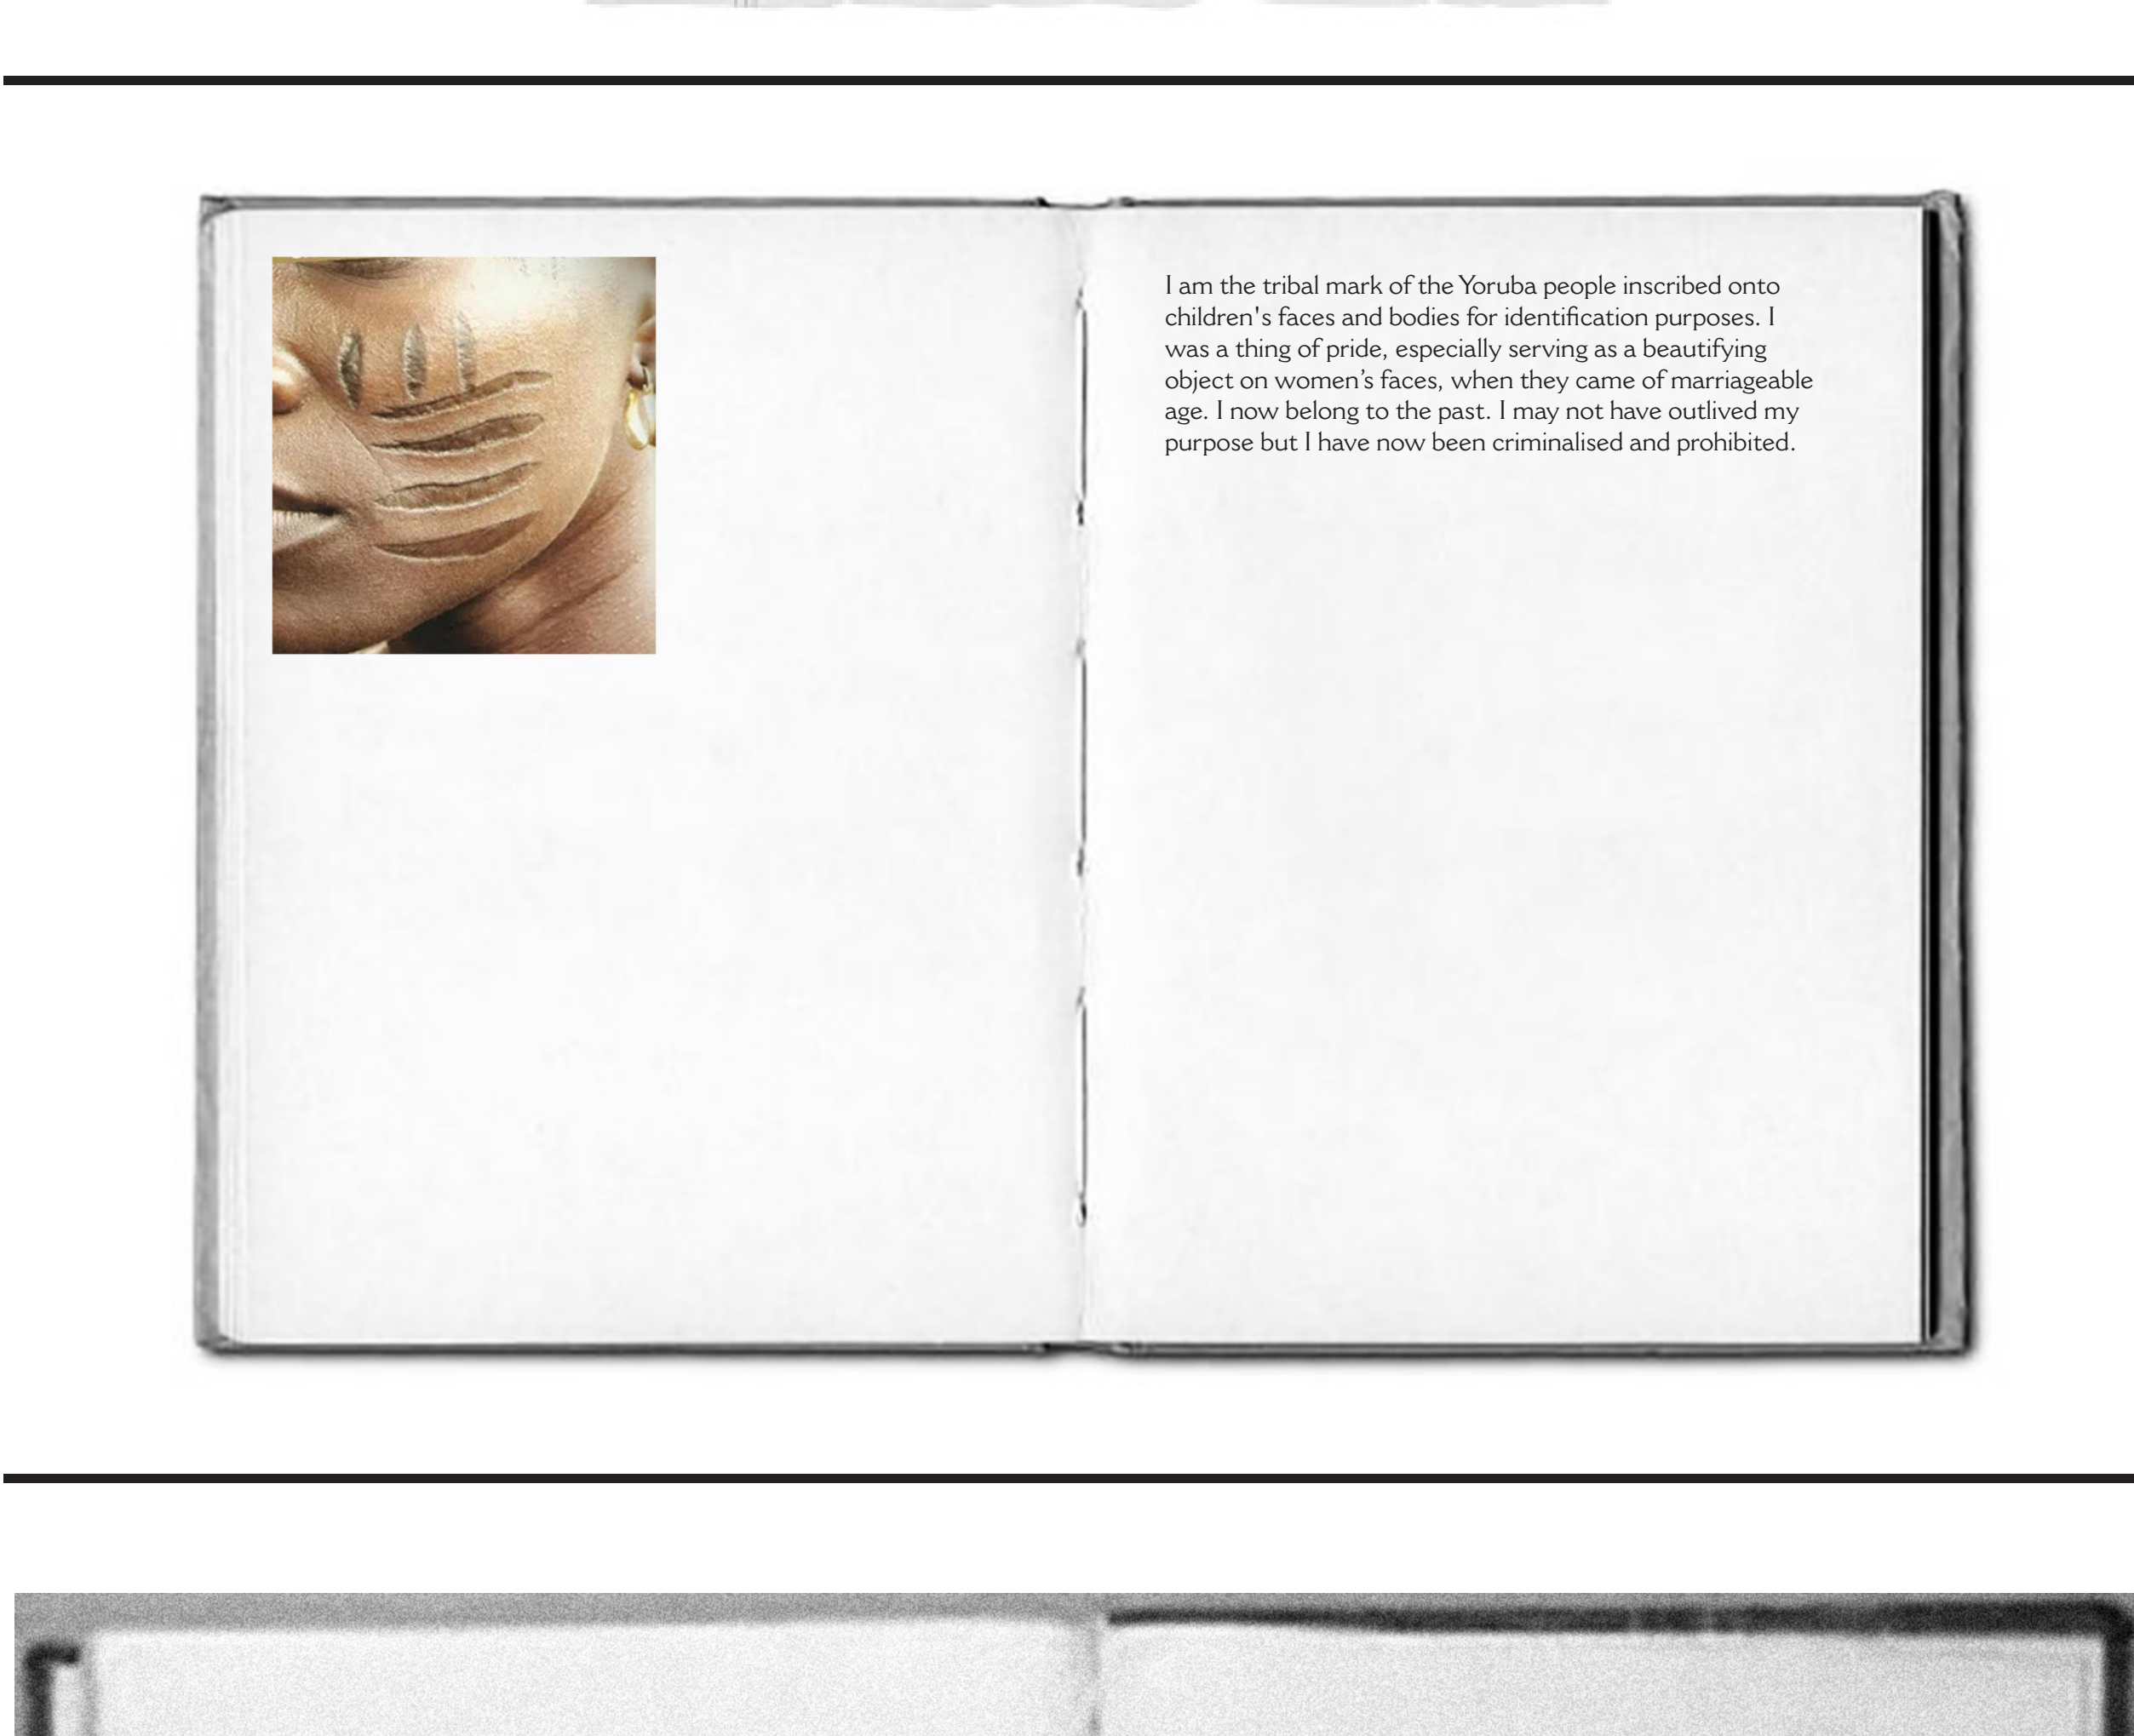 I am the tribal mark of the Yoruba people inscribed onto
children's faces and bodies for identification purposes. I
was a thing of pride, especially serving as a beautifying
object on women’s faces, when they came of marriageable
age. I now belong to the past. I may not have outlived my
purpose but I have now been criminalised and prohibited.